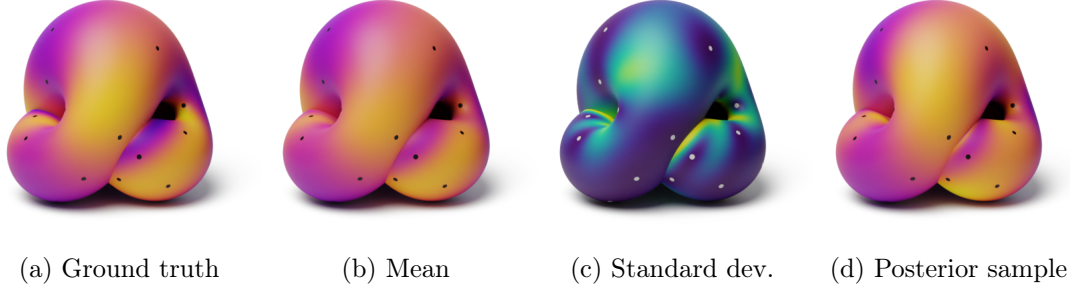 (a) Ground truth
(b) Mean
(c) Standard dev.
(d) Posterior sample